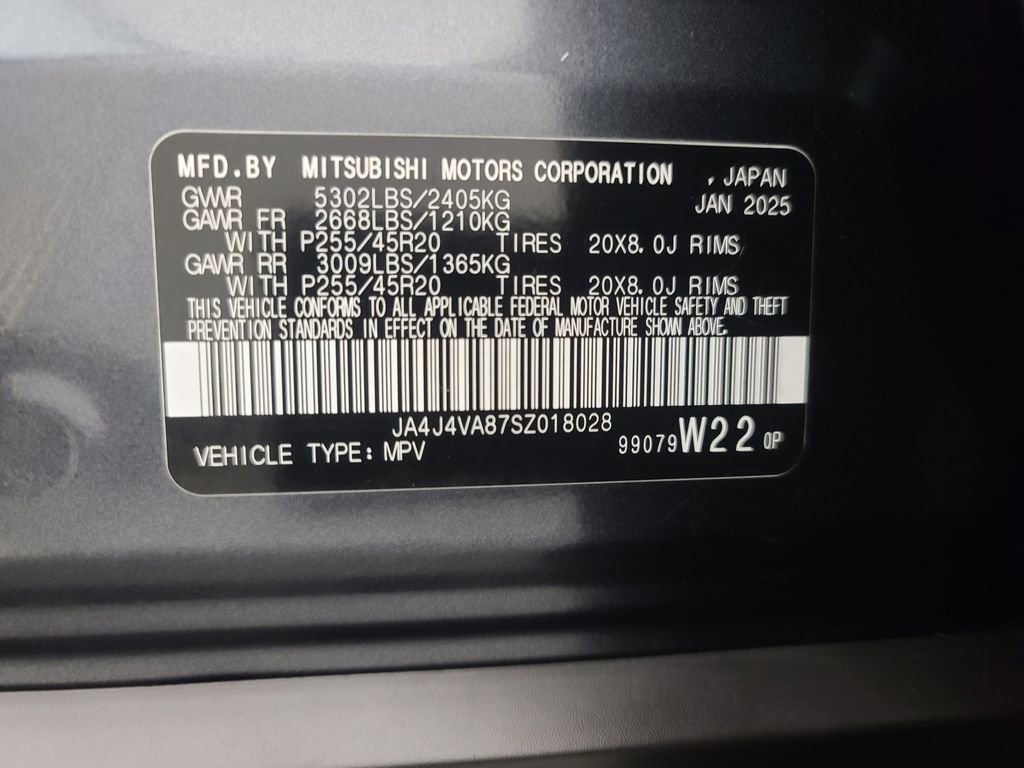 MFD.BY MITSUBISHI MOTORS CORPORATION , JAPAN
GWWR 5302LBS/2405KG JAN 2025
GAWR FR 2668LBS/1210KG
WITH P255/45R20 TIRES 20X8.0J RIMS
GAWR RR 3009LBS/1365KG
WITH P255/45R20 TIRES 20X8.0J RIMS
THIS VEHICLE CONFORMS TO ALL APPLICABLE FEDERAL MOTOR VEHICLE SAFETY AND THEFT
PREVENTION STANDARDS IN EFFECT ON THE DATE OF MANUFACTURE SHOWN ABOVE.
JA4J4VA87SZ018028
VEHICLE TYPE: MPV 99079 W22 0P